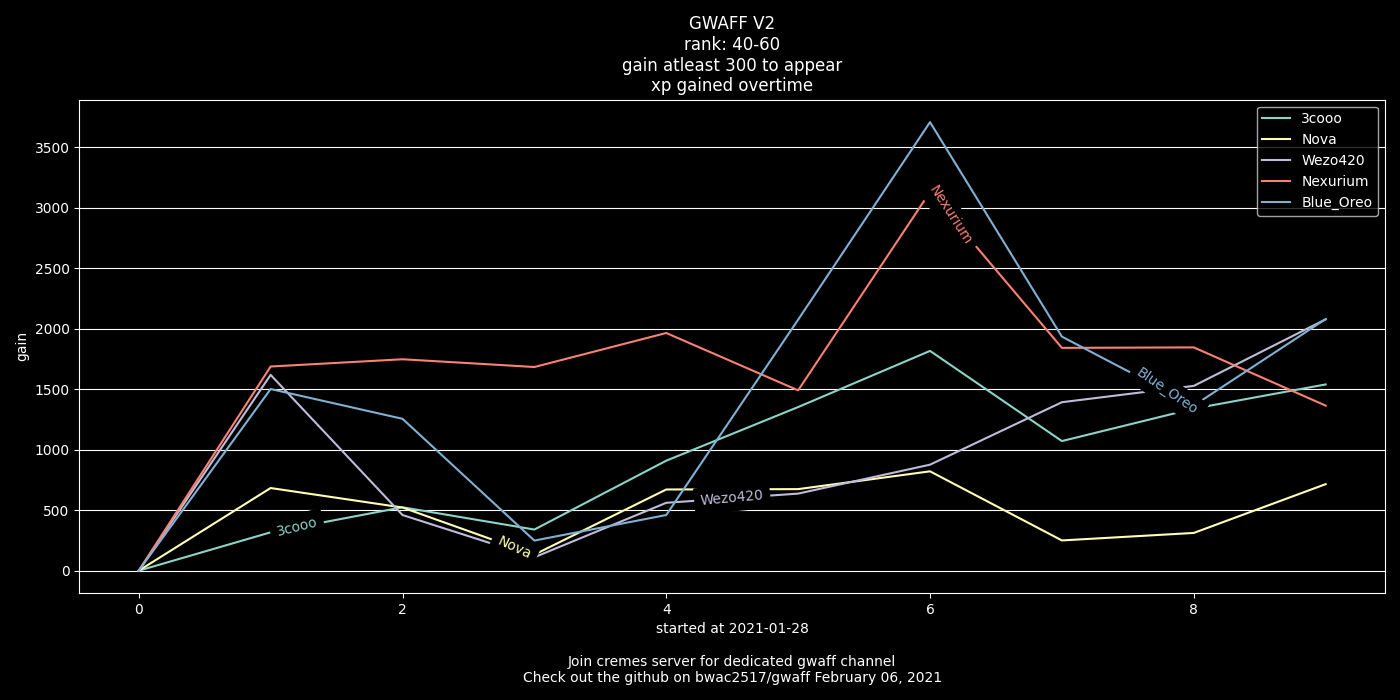 GWAFF V2
rank: 40-60
gain atleast 300 to appear
xp gained overtime
3cooo
Nova
Wezo420
Nexurium
Blue_Oreo
3500
3000
2500
2000
1500
1000
500
0
gain
Nexurium
Blue_Oreo
Wezo420
3cooo
Nova
0 2 4 6 8
started at 2021-01-28
Join cremes server for dedicated gwaff channel
Check out the github on bwac2517/gwaff February 06, 2021